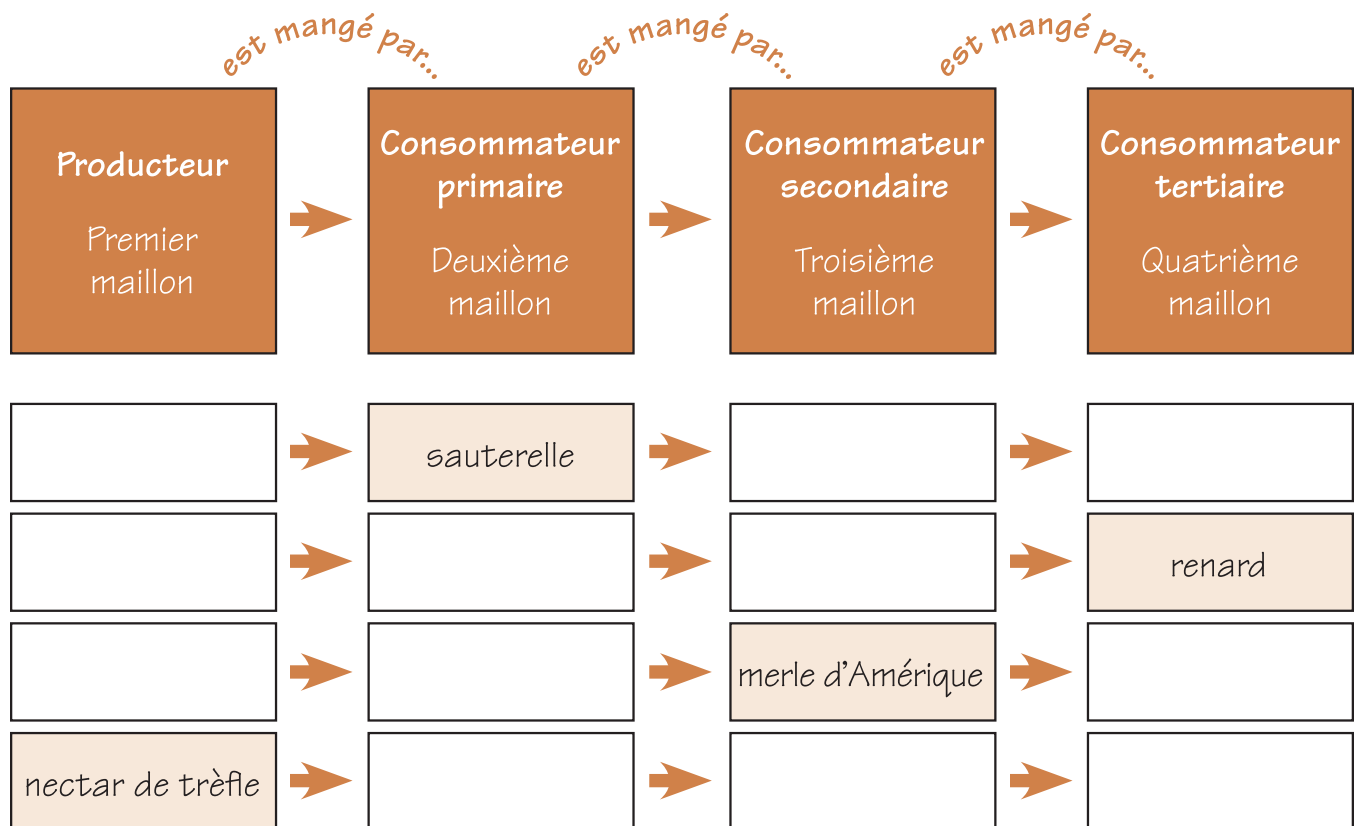 est mangé par...
est mangé par...
est mangé par...
Producteur
Premier
maillon
Consommateur
primaire
Deuxième
maillon
Consommateur
secondaire
Troisième
maillon
Consommateur
tertiaire
Quatrième
maillon
sauterelle
renard
merle d'Amérique
nectar de trèfle